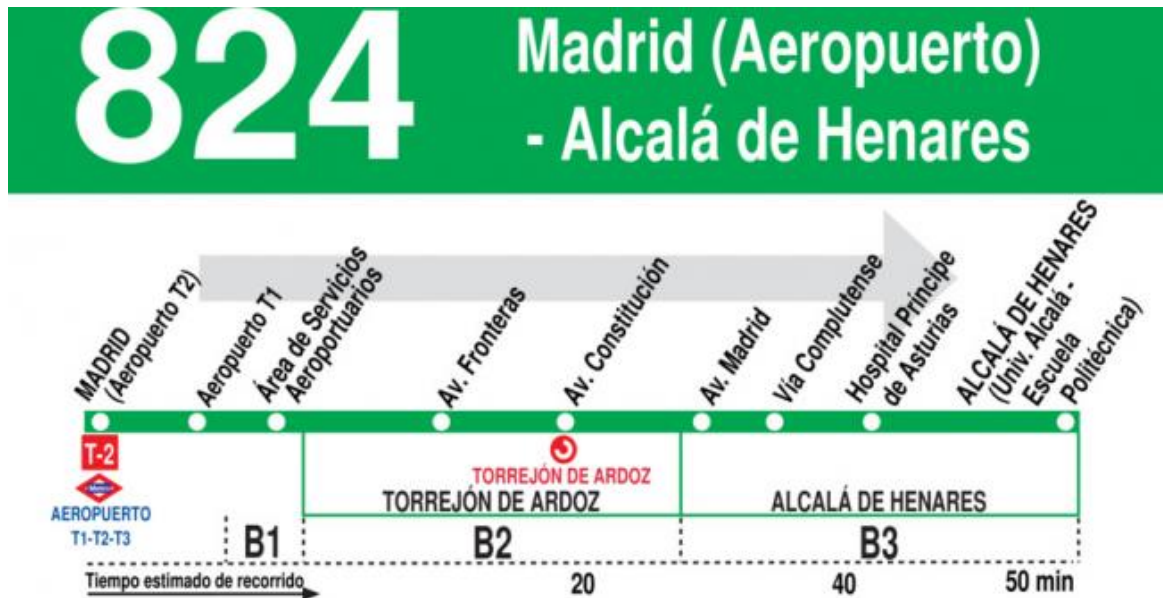 824
Madrid (Aeropuerto)
- Alcalá de Henares
MADRID
(Aeropuerto T2)
Aeropuerto T1
Área de Servicios
Aeroportuarios
Av. Fronteras
Av. Constitución
Av. Madrid
Vía Complutense
Hospital Príncipe
de Asturias
ALCALÁ DE HENARES
(Univ. Alcalá -
Escuela
Politécnica)
T-2
Metro
AEROPUERTO
T1-T2-T3
TORREJÓN DE ARDOZ
TORREJÓN DE ARDOZ
ALCALÁ DE HENARES
B1
B2
B3
Tiempo estimado de recorrido
20
40
50 min